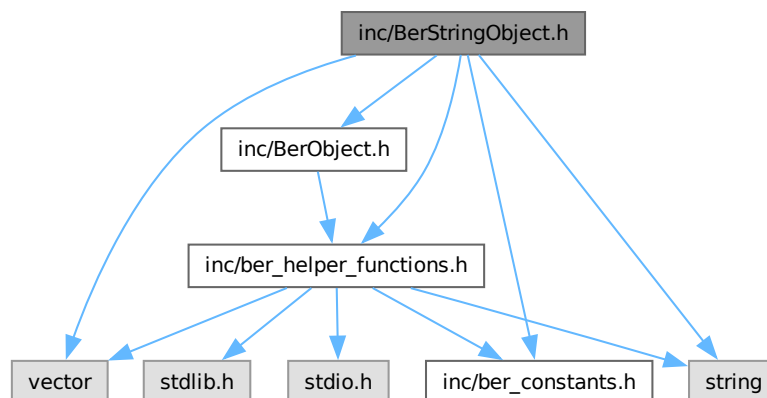 inc/BerStringObject.h
inc/BerObject.h
inc/ber_helper_functions.h
vector
stdlib.h
stdio.h
inc/ber_constants.h
string